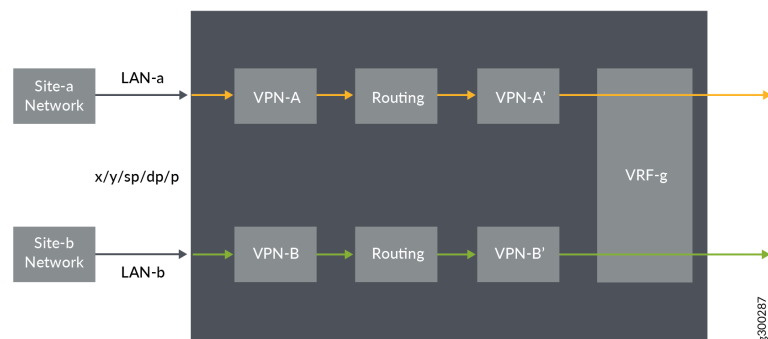 LAN-a
Site-a
Network
VPN-A
Routing
VPN-A’
x/y/sp/dp/p
VRF-g
Site-b
Network
VPN-B
Routing
VPN-B’
LAN-b
g300287